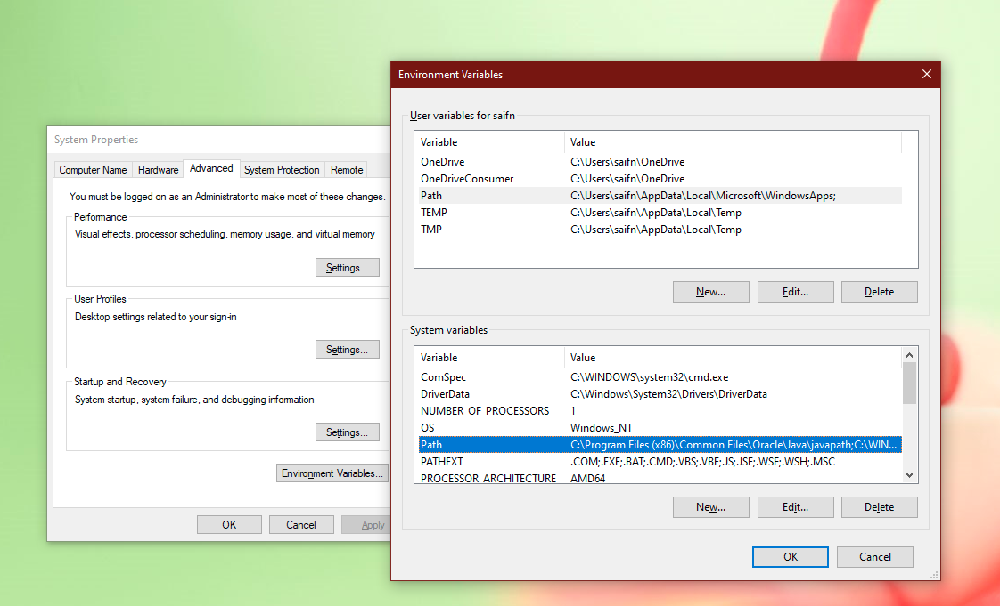 System Properties
Computer Name Hardware Advanced System Protection Remote
You must be logged on as an Administrator to make most of these changes.
Performance
Visual effects, processor scheduling, memory usage, and virtual memory
Settings...
User Profiles
Desktop settings related to your sign-in
Settings...
Startup and Recovery
System startup, system failure, and debugging information
Settings...
Environment Variables...
OK Cancel Apply
Environment Variables
User variables for saifn
Variable Value
OneDrive C:\Users\saifn\OneDrive
OneDriveConsumer C:\Users\saifn\OneDrive
Path C:\Users\saifn\AppData\Local\Microsoft\WindowsApps;
TEMP C:\Users\saifn\AppData\Local\Temp
TMP C:\Users\saifn\AppData\Local\Temp
New... Edit... Delete
System variables
Variable Value
ComSpec C:\WINDOWS\system32\cmd.exe
DriverData C:\Windows\System32\Drivers\DriverData
NUMBER_OF_PROCESSORS 1
OS Windows_NT
Path C:\Program Files (x86)\Common Files\Oracle\Java\javapath;C:\WIN...
PATHEXT .COM;.EXE;.BAT;.CMD;.VBS;.VBE;.JS;.JSE;.WSF;.WSH;.MSC
PROCESSOR_ARCHITECTURE AMD64
New... Edit... Delete
OK Cancel